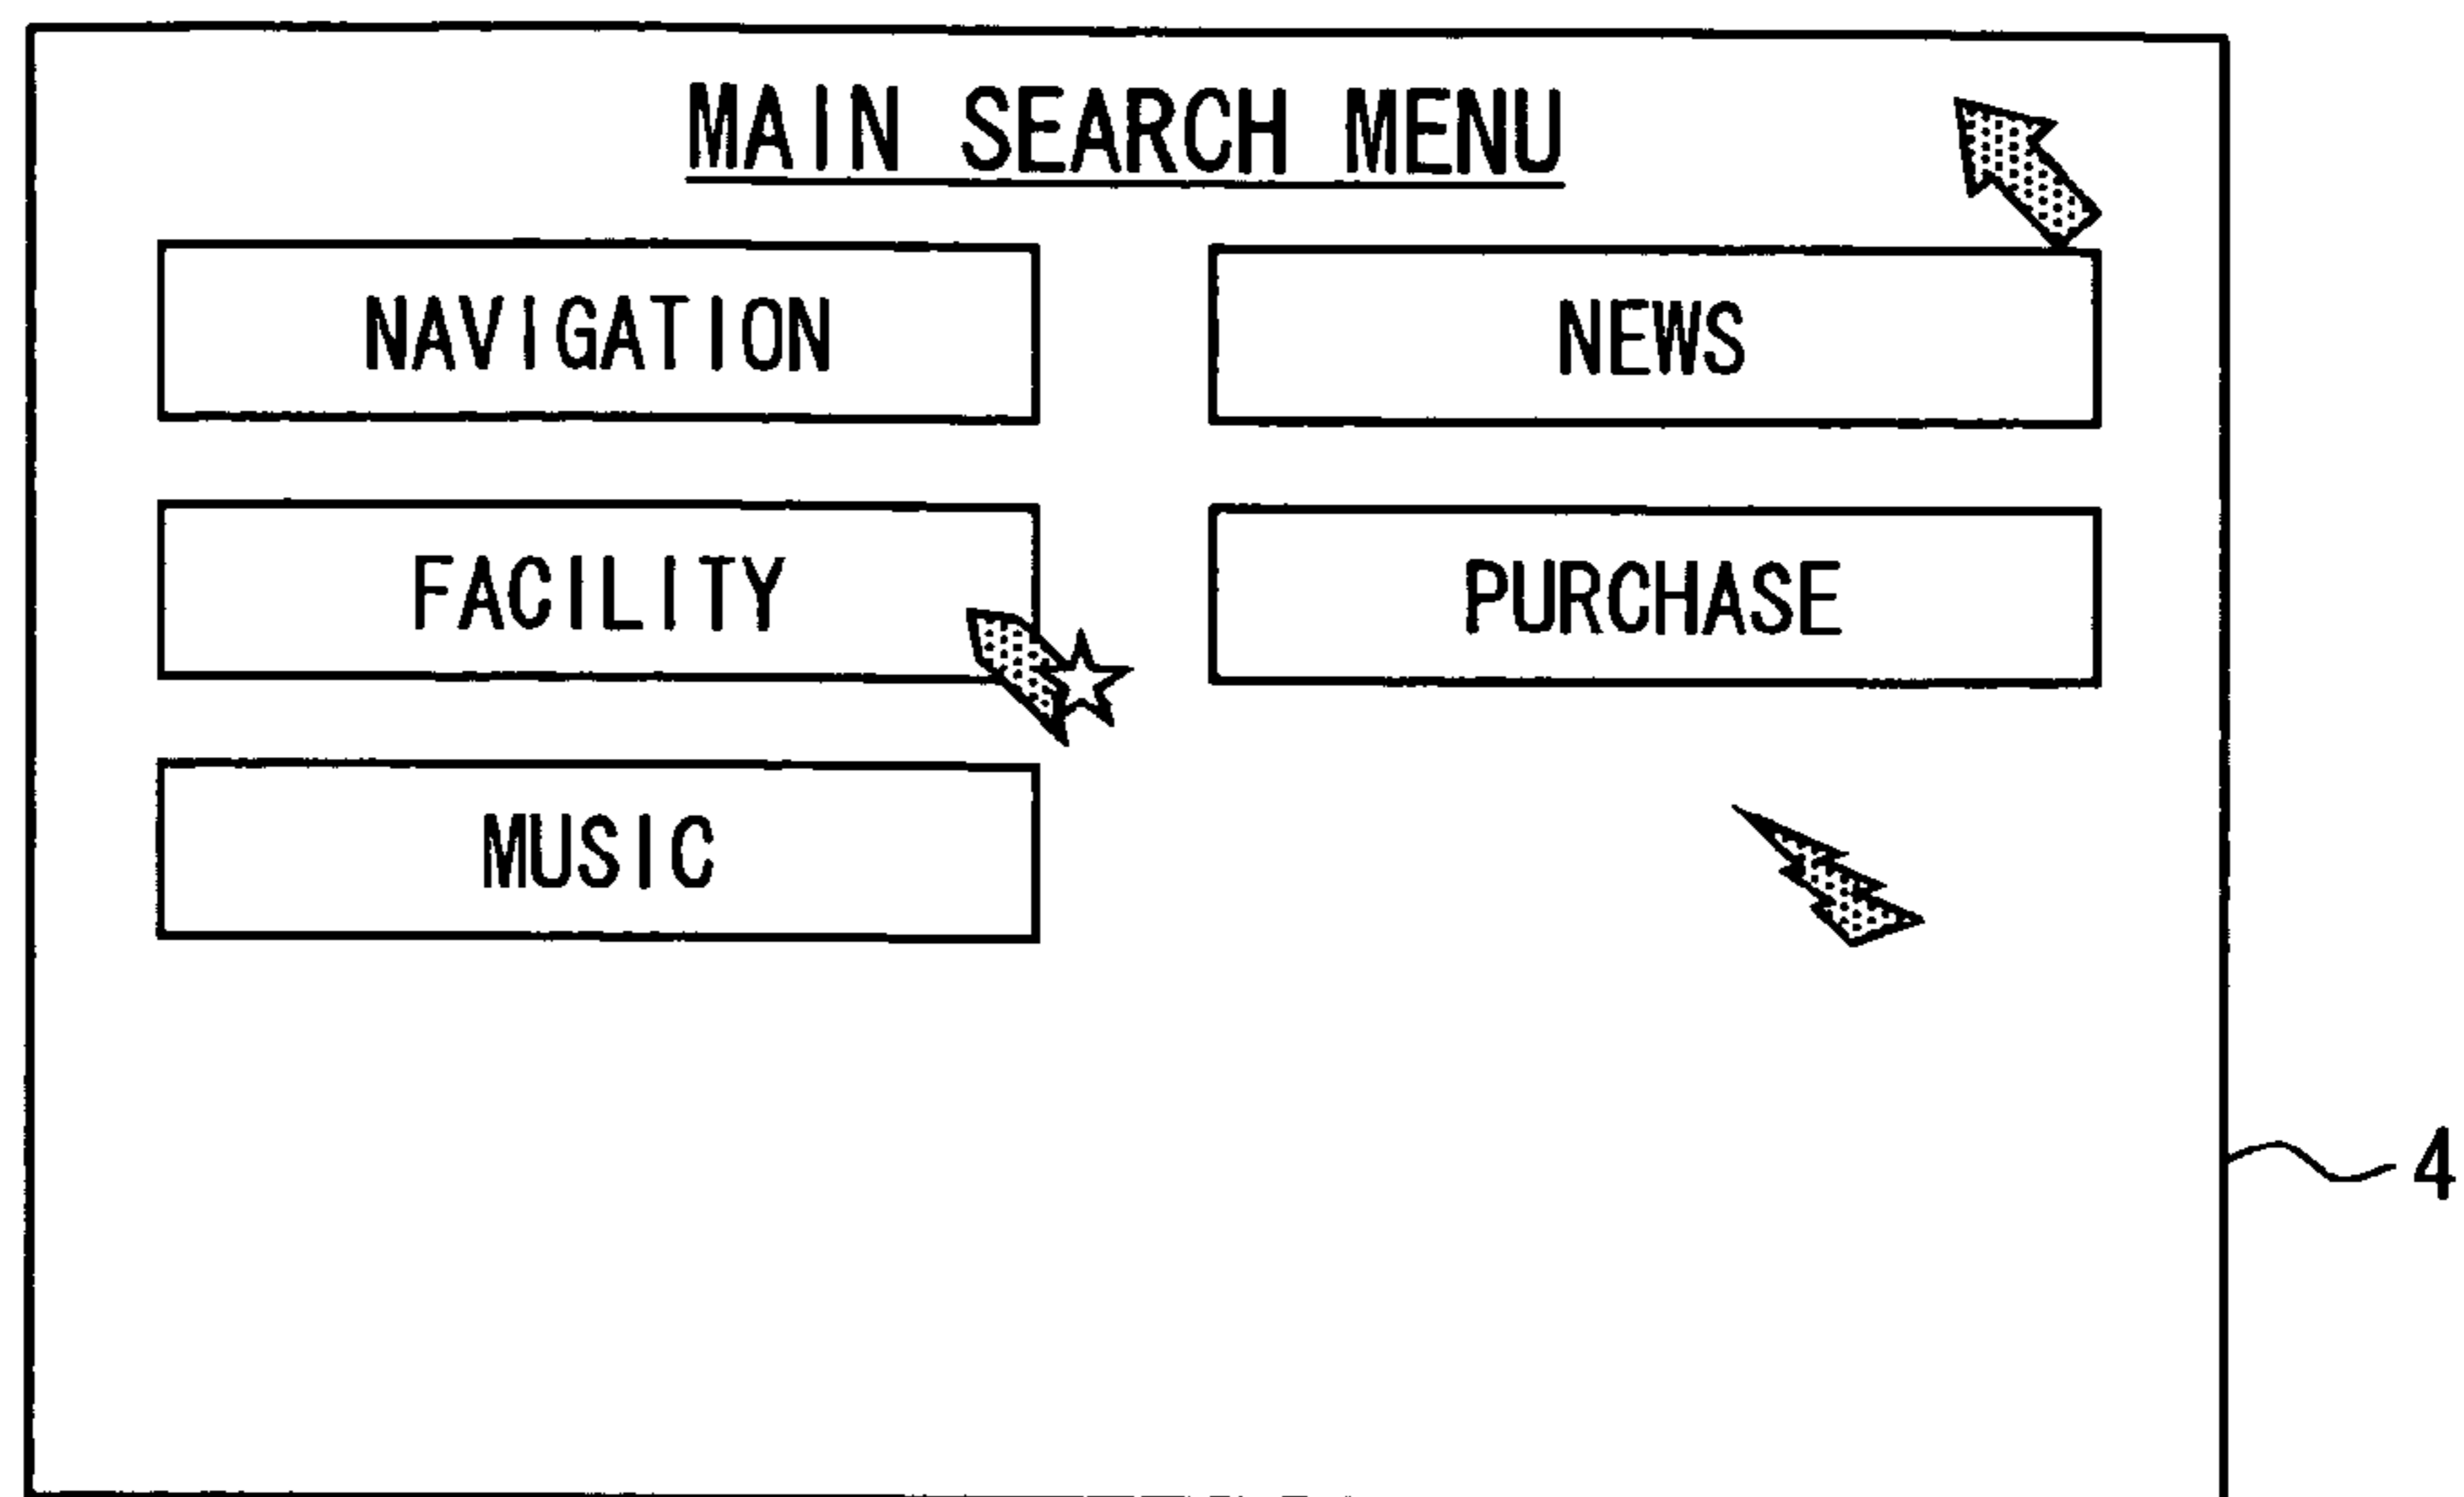 MAIN SEARCH MENU
NAVIGATION
NEWS
FACILITY
PURCHASE
MUSIC
4